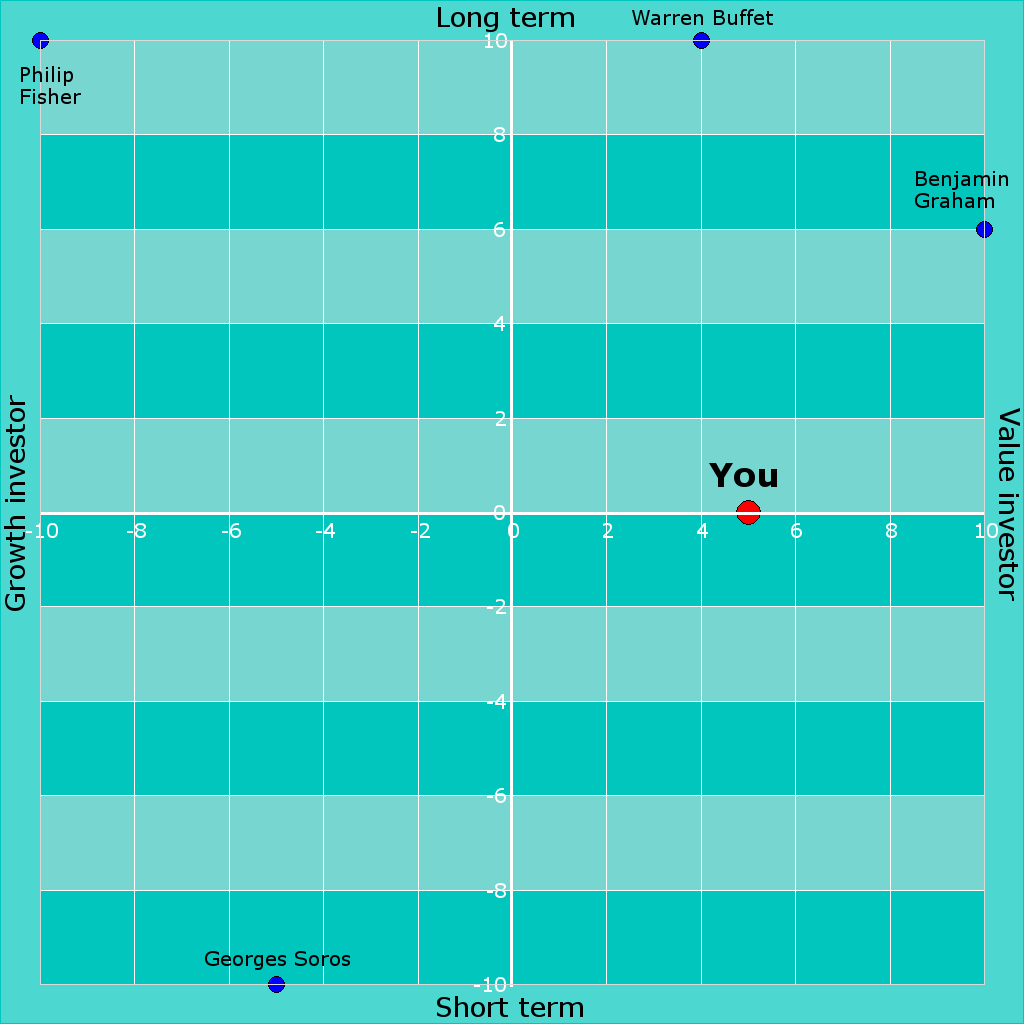 Long term
Warren Buffet
10
Philip
Fisher
8
Benjamin
Graham
6
4
2
You
Growth investor
Value investor
0
-10 -8 -6 -4 -2 0 2 4 6 8 10
-2
-4
-6
-8
Georges Soros
-10
Short term